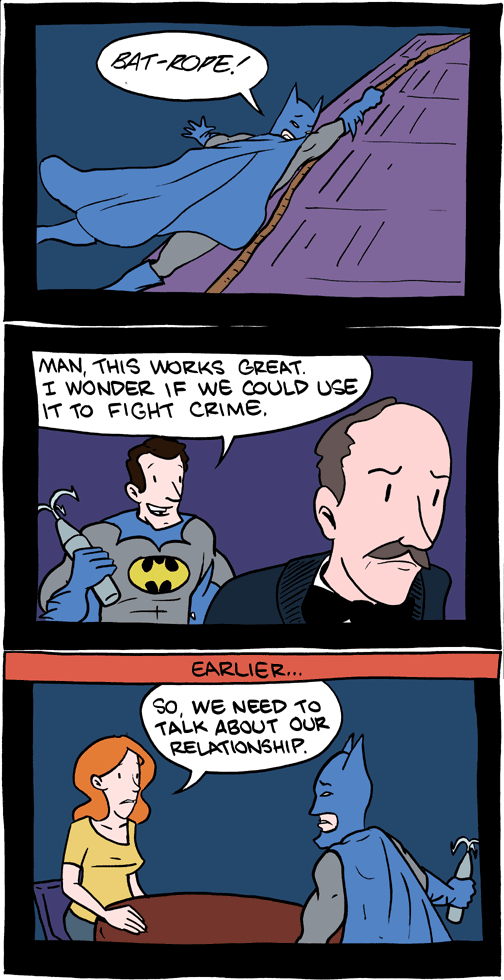 BAT-ROPE!
MAN, THIS WORKS GREAT.
I WONDER IF WE COULD USE
IT TO FIGHT CRIME.
EARLIER...
SO, WE NEED TO
TALK ABOUT OUR
RELATIONSHIP.